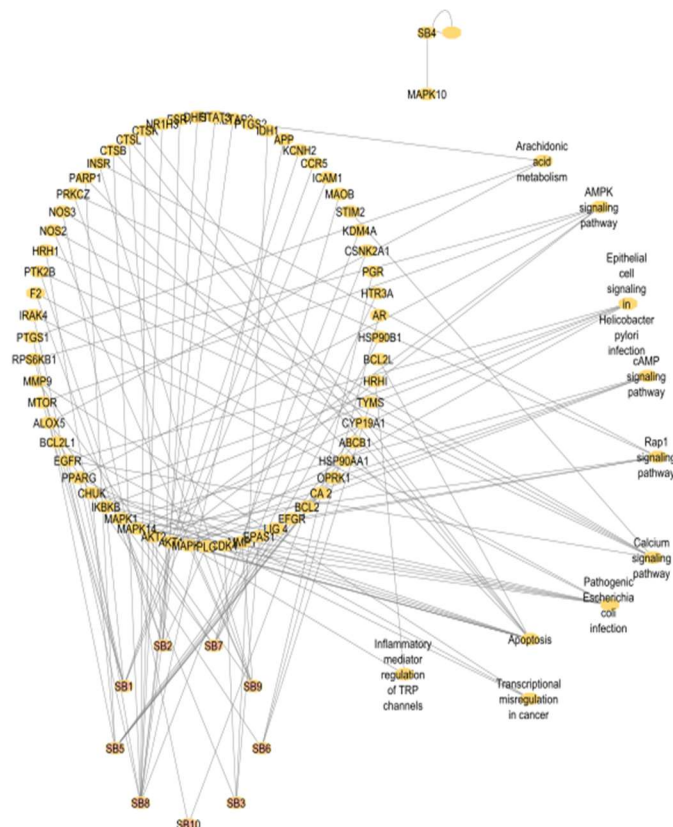 SB4
MAPK10
NR1H3
PTGS2
IDH1
CTSK
CTSL
CTSB
INSR
PARP1
PRKCZ
NOS3
NOS2
HRH1
PTK2B
F2
IRAK4
PTGS1
RPS6KB1
MMP9
MTOR
ALOX5
BCL2L1
EGFR
PPARG
CHUK
IKBKB
MAPK1
MAPK14
AKT2
APP
KCNH2
CCR5
ICAM1
MAOB
STIM2
KDM4A
CSNK2A1
PGR
HTR3A
AR
HSP90B1
BCL2L
HRHI
TYMS
CYP19A1
ABCB1
HSP90AA1
OPRK1
CA 2
BCL2
EFGR
LIG 4
EPAS1
Arachidonic
acid
metabolism
AMPK
signaling
pathway
Epithelial
cell
signaling
in
Helicobacter
pylori
infection
cAMP
signaling
pathway
Rap1
signaling
pathway
Calcium
signaling
pathway
Pathogenic
Escherichia
coli
infection
Apoptosis
Transcriptional
misregulation
in cancer
Inflammatory
mediator
regulation
of TRP
channels
SB2
SB7
SB1
SB9
SB5
SB6
SB8
SB3
SB10